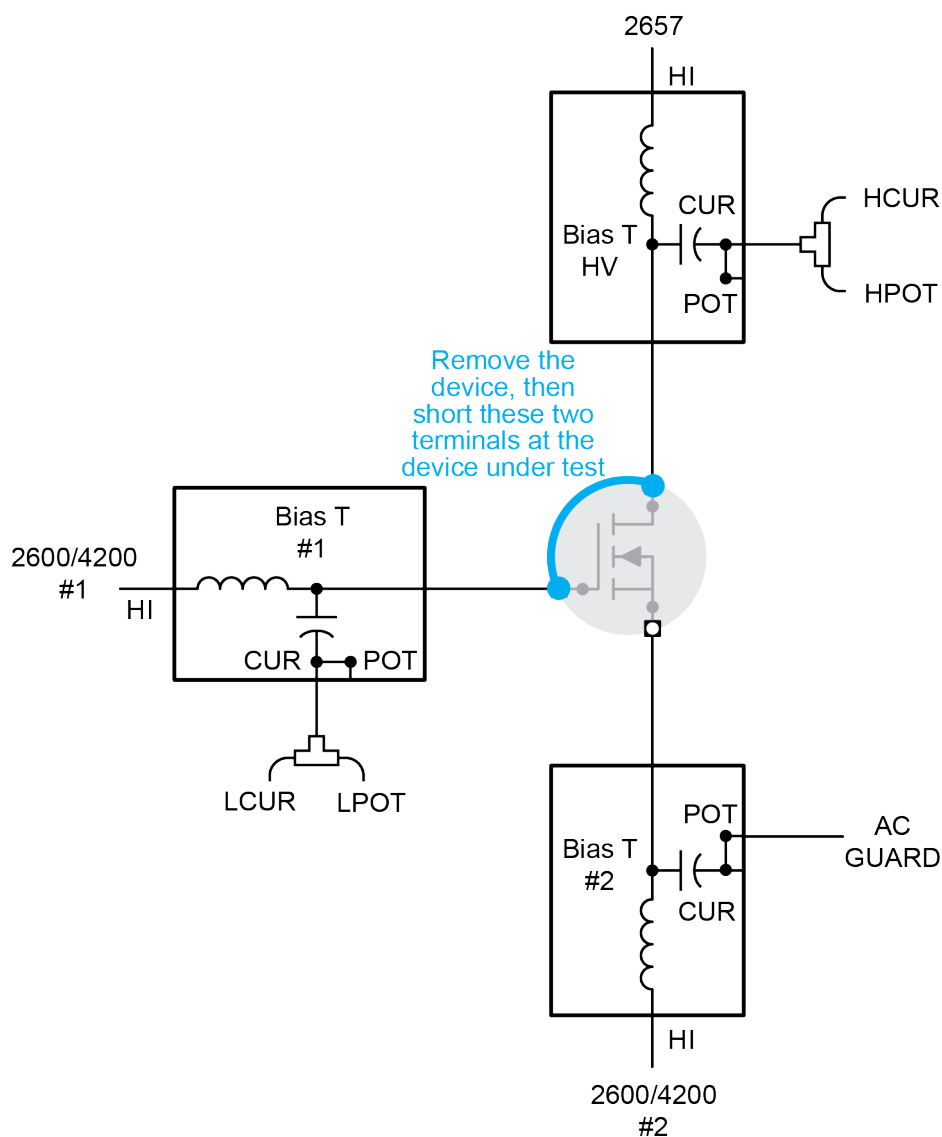 2657
HI
CUR
HCUR
Bias T
HV
POT
HPOT
Remove the
device, then
short these two
terminals at the
device under test
Bias T
#1
2600/4200
#1
HI
CUR
POT
LCUR
LPOT
POT
AC
GUARD
Bias T
#2
CUR
HI
2600/4200
#2